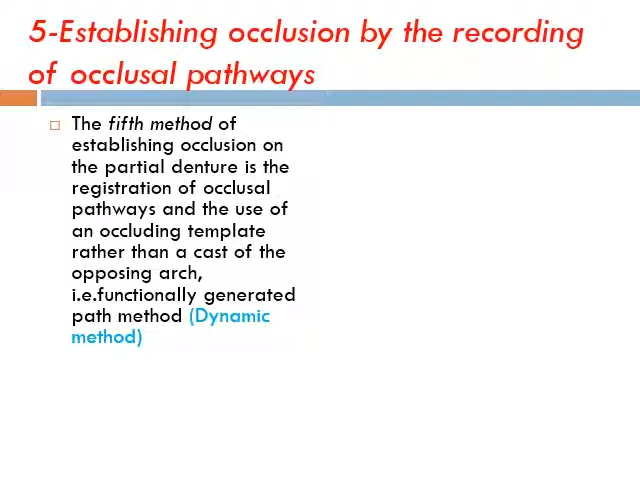 5-Establishing occlusion by the recording
of occlusal pathways
The fifth method of
establishing occlusion on
the partial denture is the
registration of occlusal
pathways and the use of
an occluding template
rather than a cast of the
opposing arch,
i.e.functionally generated
path method (Dynamic
method)